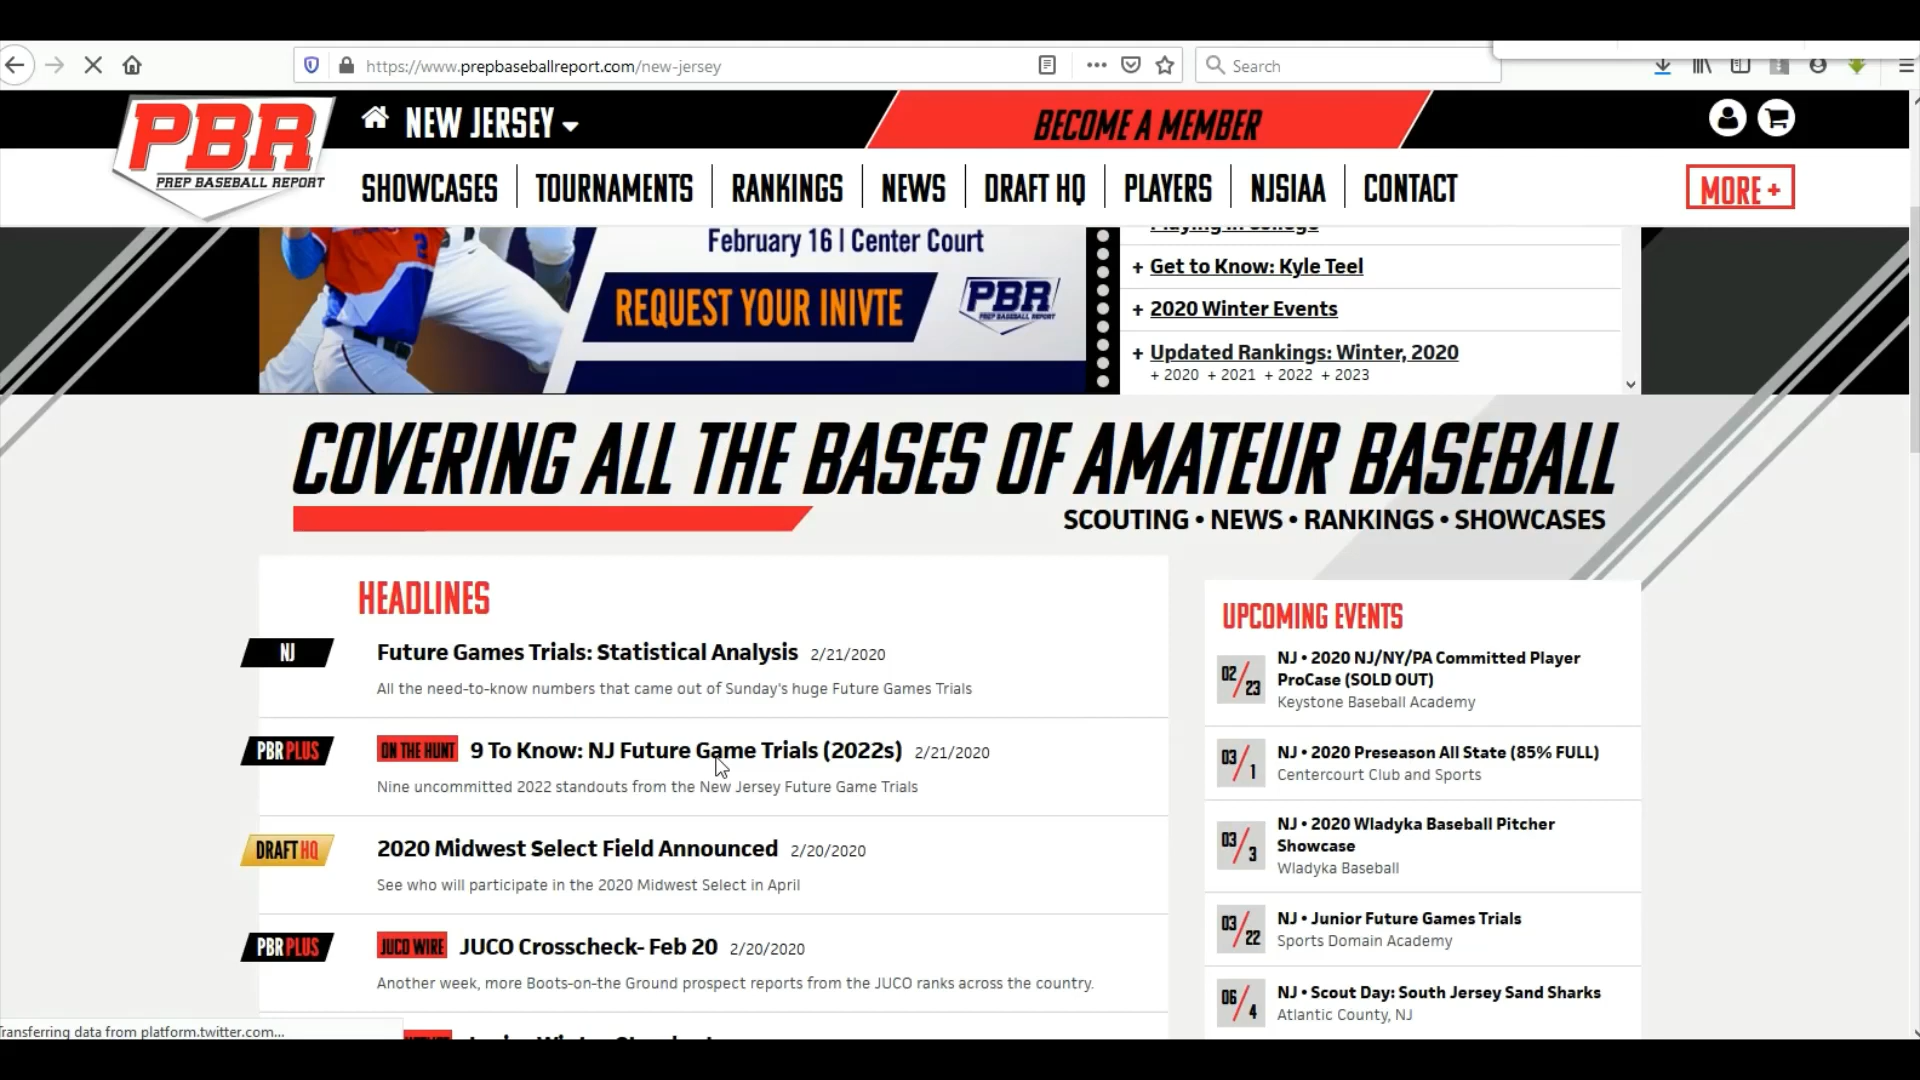 https://www.prepbaseballreport.com/new-jersey
Search
PBR
PREP BASEBALL REPORT
NEW JERSEY
BECOME A MEMBER
SHOWCASES
TOURNAMENTS
RANKINGS
NEWS
DRAFT HQ
PLAYERS
NJSIAA
CONTACT
MORE +
2
February 16 | Center Court
REQUEST YOUR INIVTE
PBR
PREP BASEBALL REPORT
Playing in College
+ Get to Know: Kyle Teel
+ 2020 Winter Events
+ Updated Rankings: Winter, 2020
+ 2020 + 2021 + 2022 + 2023
COVERING ALL THE BASES OF AMATEUR BASEBALL
SCOUTING • NEWS • RANKINGS • SHOWCASES
HEADLINES
NJ
Future Games Trials: Statistical Analysis 2/21/2020
All the need-to-know numbers that came out of Sunday's huge Future Games Trials
PBR PLUS
ON THE HUNT 9 To Know: NJ Future Game Trials (2022s) 2/21/2020
Nine uncommitted 2022 standouts from the New Jersey Future Game Trials
DRAFT HQ
2020 Midwest Select Field Announced 2/20/2020
See who will participate in the 2020 Midwest Select in April
PBR PLUS
JUCO WIRE JUCO Crosscheck- Feb 20 2/20/2020
Another week, more Boots-on-the Ground prospect reports from the JUCO ranks across the country.
UPCOMING EVENTS
02/23
NJ • 2020 NJ/NY/PA Committed Player
ProCase (SOLD OUT)
Keystone Baseball Academy
03/1
NJ • 2020 Preseason All State (85% FULL)
Centercourt Club and Sports
03/3
NJ • 2020 Wladyka Baseball Pitcher
Showcase
Wladyka Baseball
03/22
NJ • Junior Future Games Trials
Sports Domain Academy
06/4
NJ • Scout Day: South Jersey Sand Sharks
Atlantic County, NJ
Transferring data from platform.twitter.com...